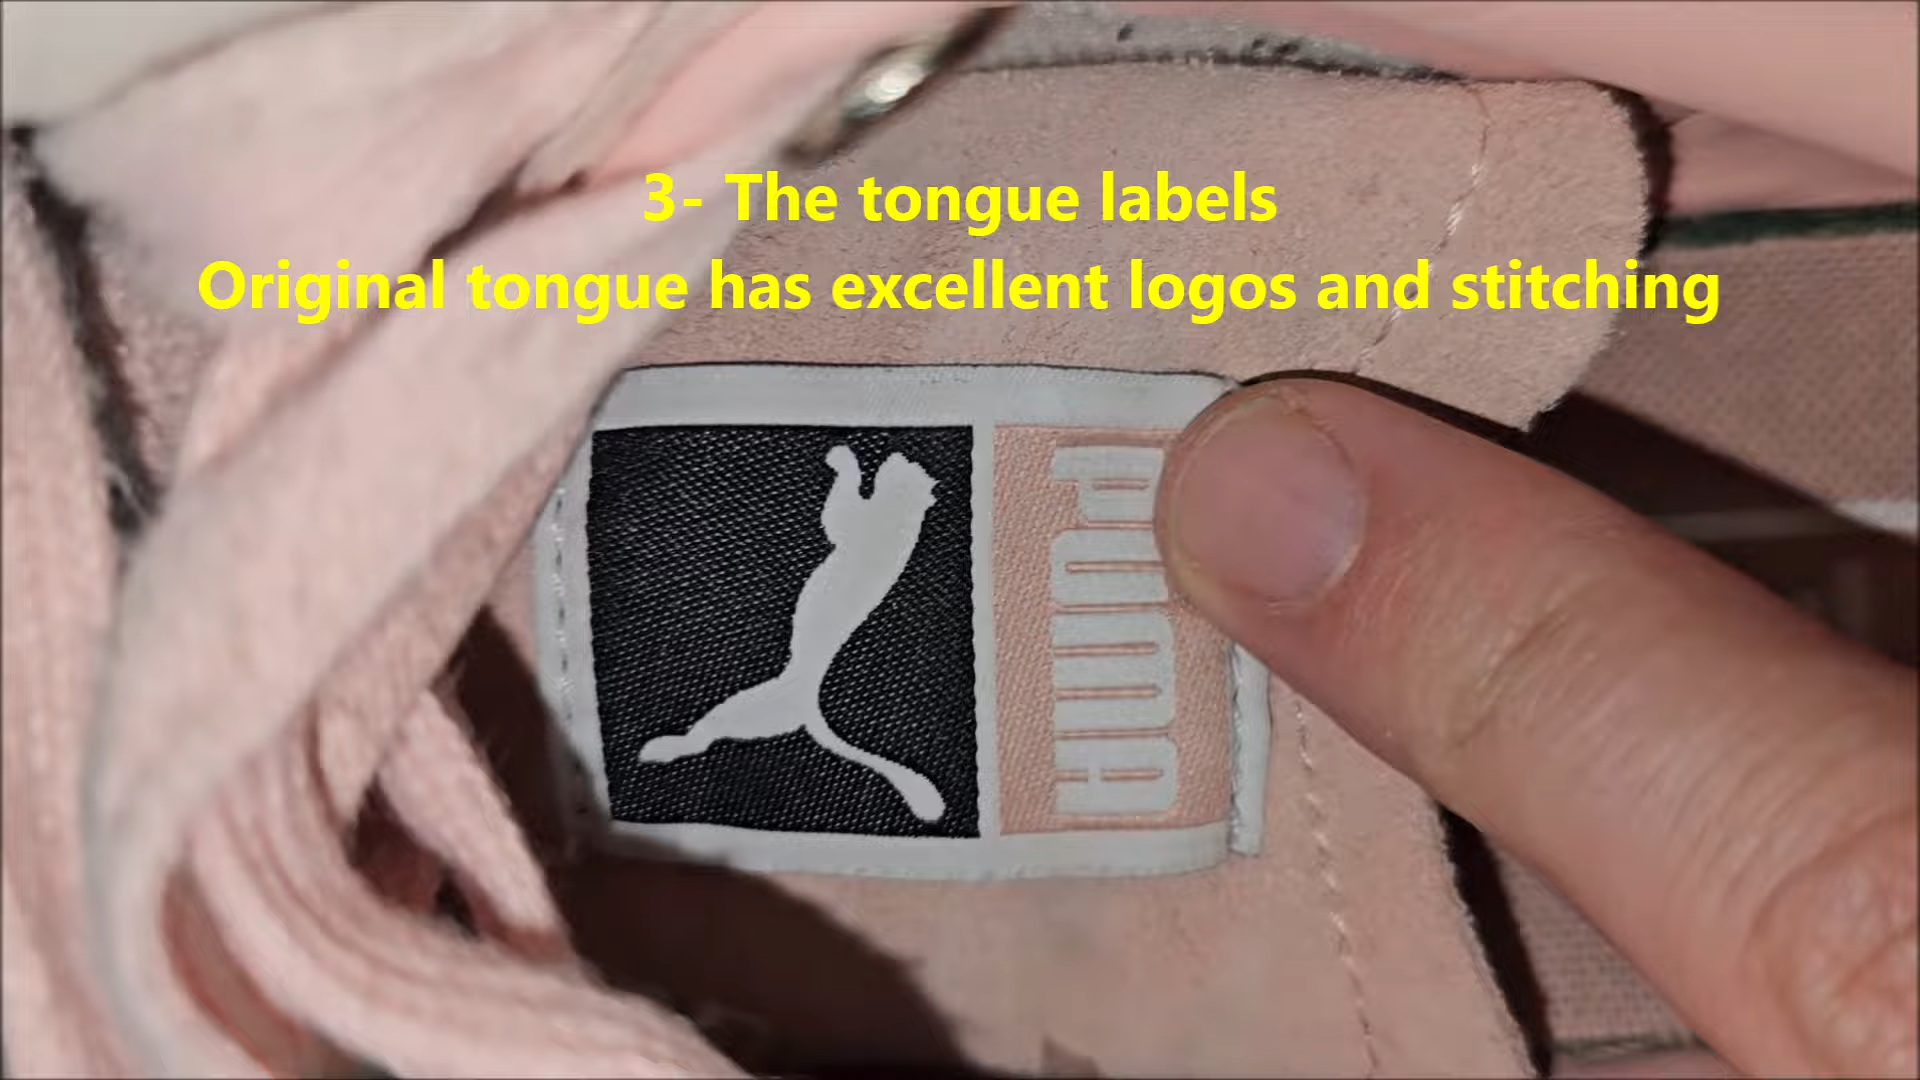 3- The tongue labels
Original tongue has excellent logos and stitching
PUMA